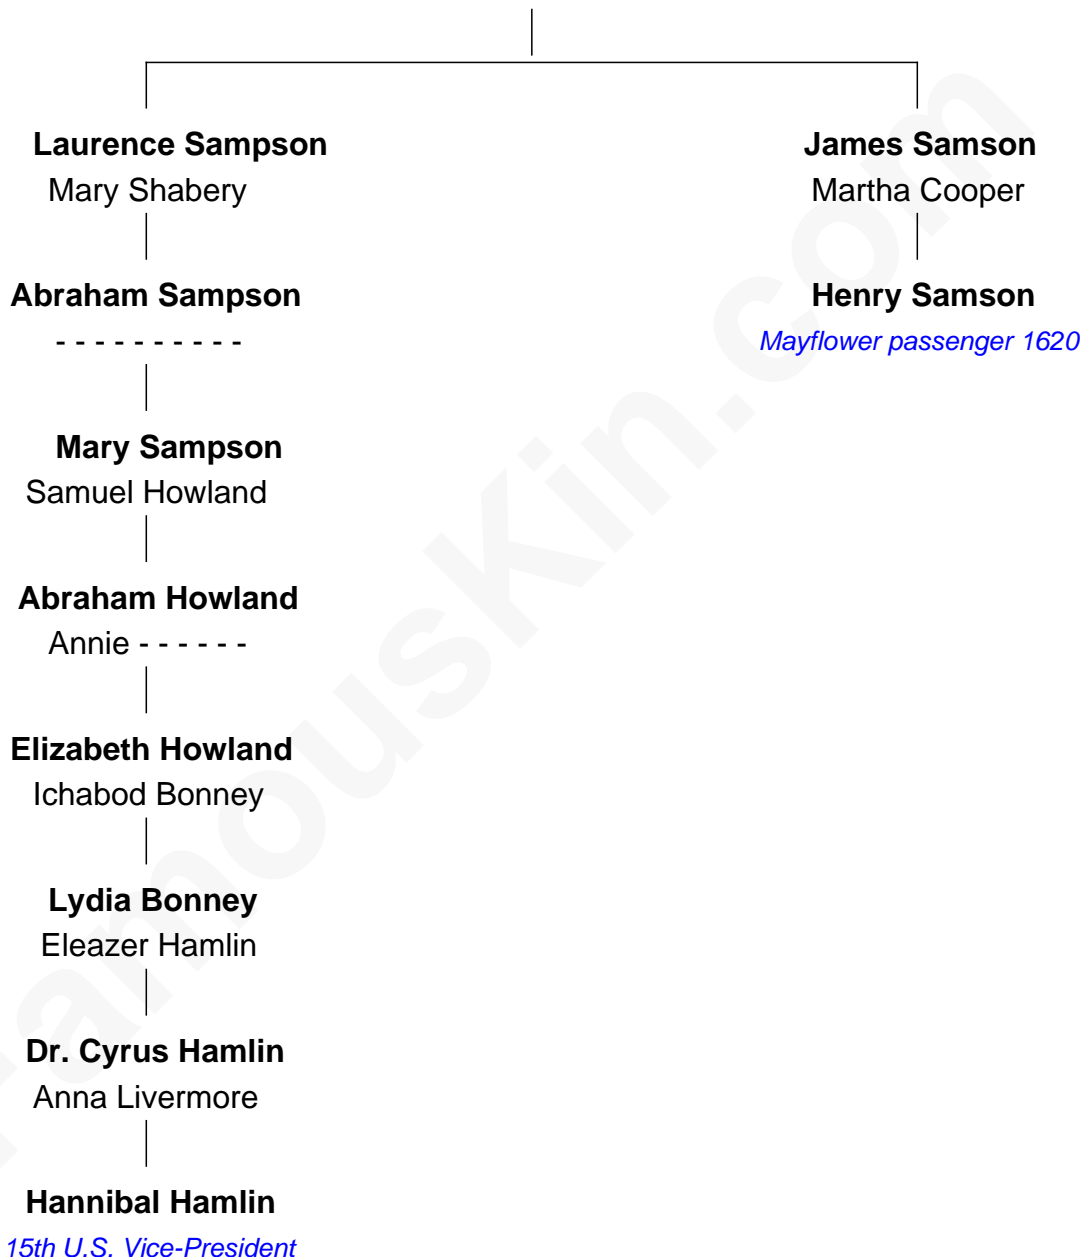 Laurence Sampson
Mary Shabery
James Samson
Martha Cooper
Abraham Sampson
- - - - - - - - - -
Henry Samson
Mayflower passenger 1620
Mary Sampson
Samuel Howland
Abraham Howland
Annie - - - - - -
Elizabeth Howland
Ichabod Bonney
Lydia Bonney
Eleazer Hamlin
Dr. Cyrus Hamlin
Anna Livermore
Hannibal Hamlin
15th U.S. Vice-President
FamousKin.com